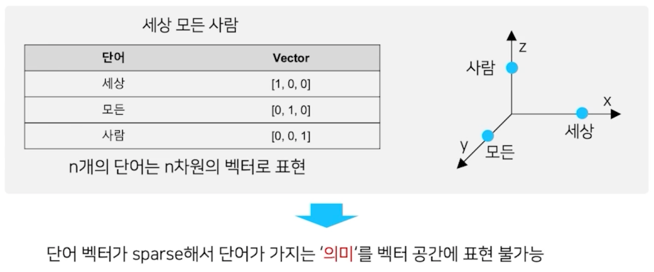 세상 모든 사람
단어 Vector
세상 [1, 0, 0]
모든 [0, 1, 0]
사람 [0, 0, 1]
n개의 단어는 n차원의 벡터로 표현
z
사람
x
세상
y
모든
단어 벡터가 sparse해서 단어가 가지는 '의미'를 벡터 공간에 표현 불가능